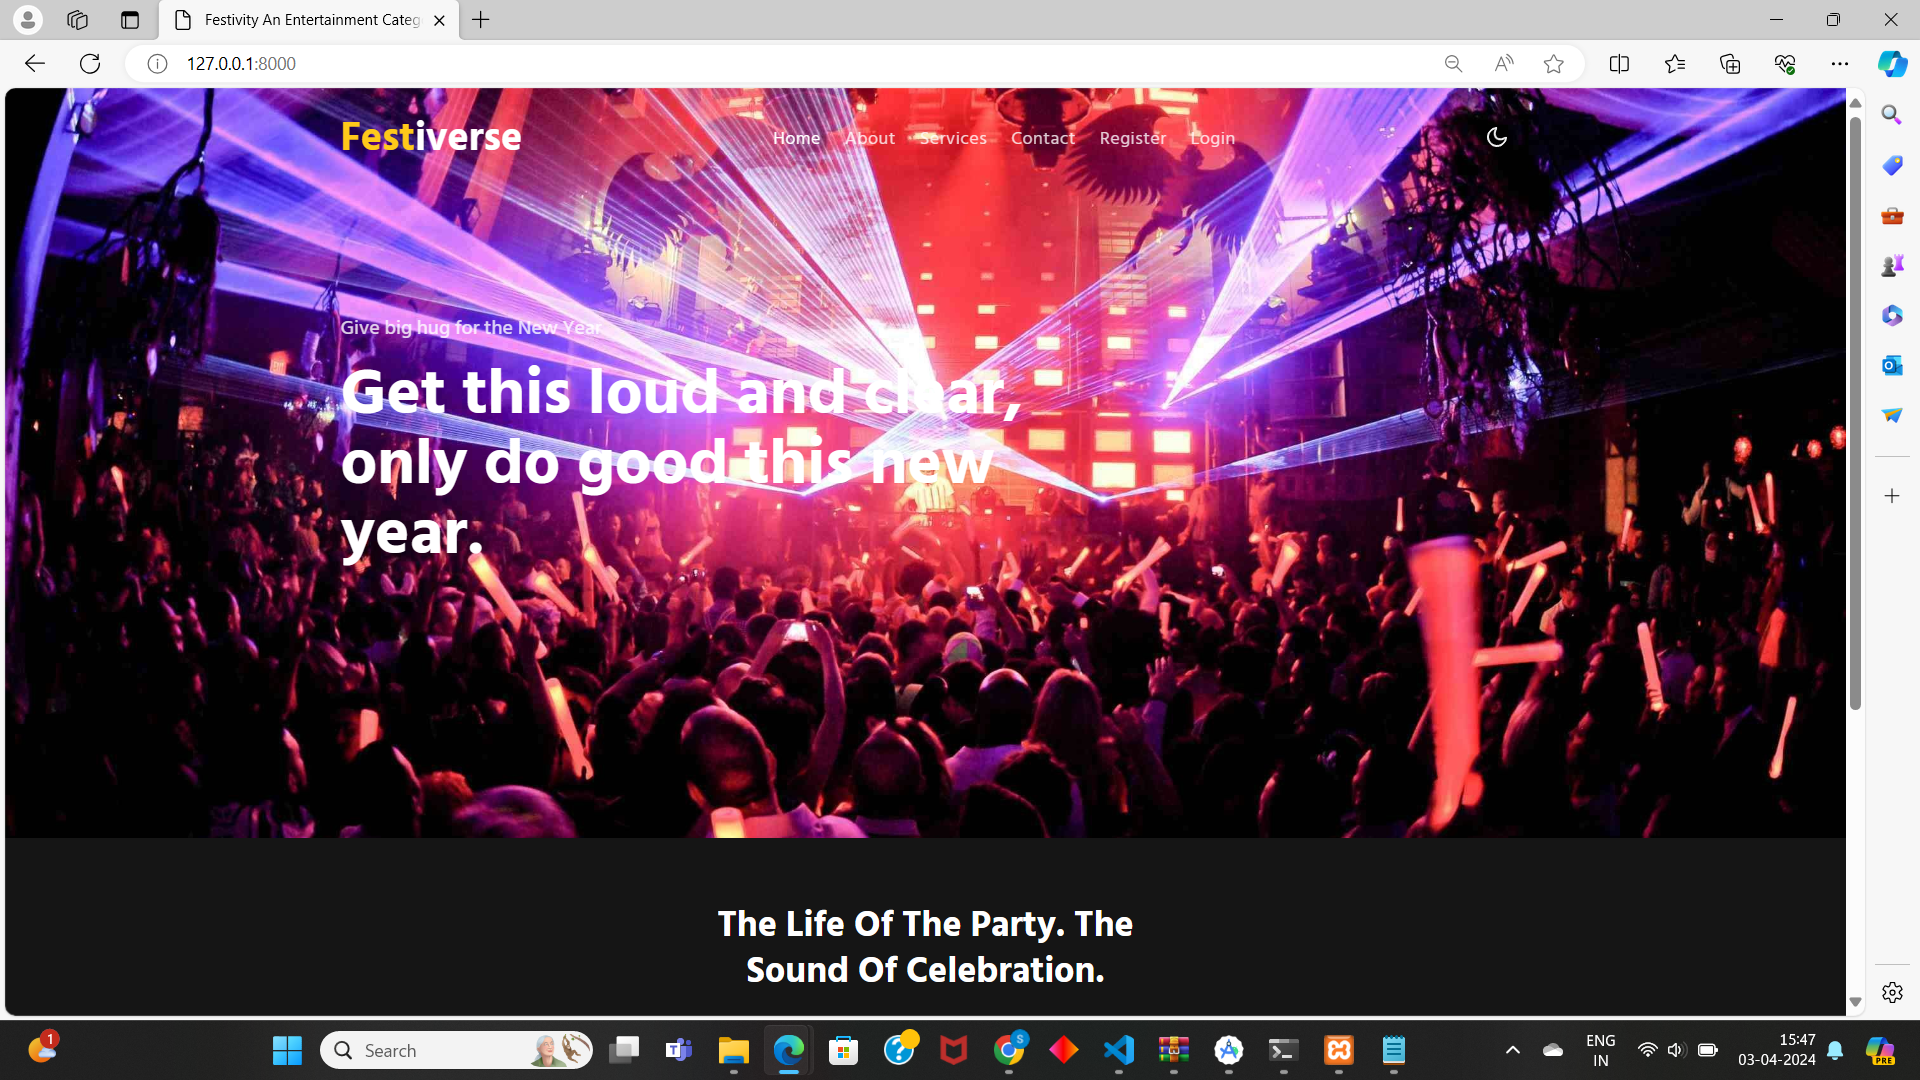 Festivity An Entertainment Categ
127.0.0.1:8000
Festiverse
Home About Services Contact Register Login
Give big hug for the New Year
Get this loud and clear,
only do good this new
year.
The Life Of The Party. The
Sound Of Celebration.
1
Search
S
ENG
IN
15:47
03-04-2024
PRE